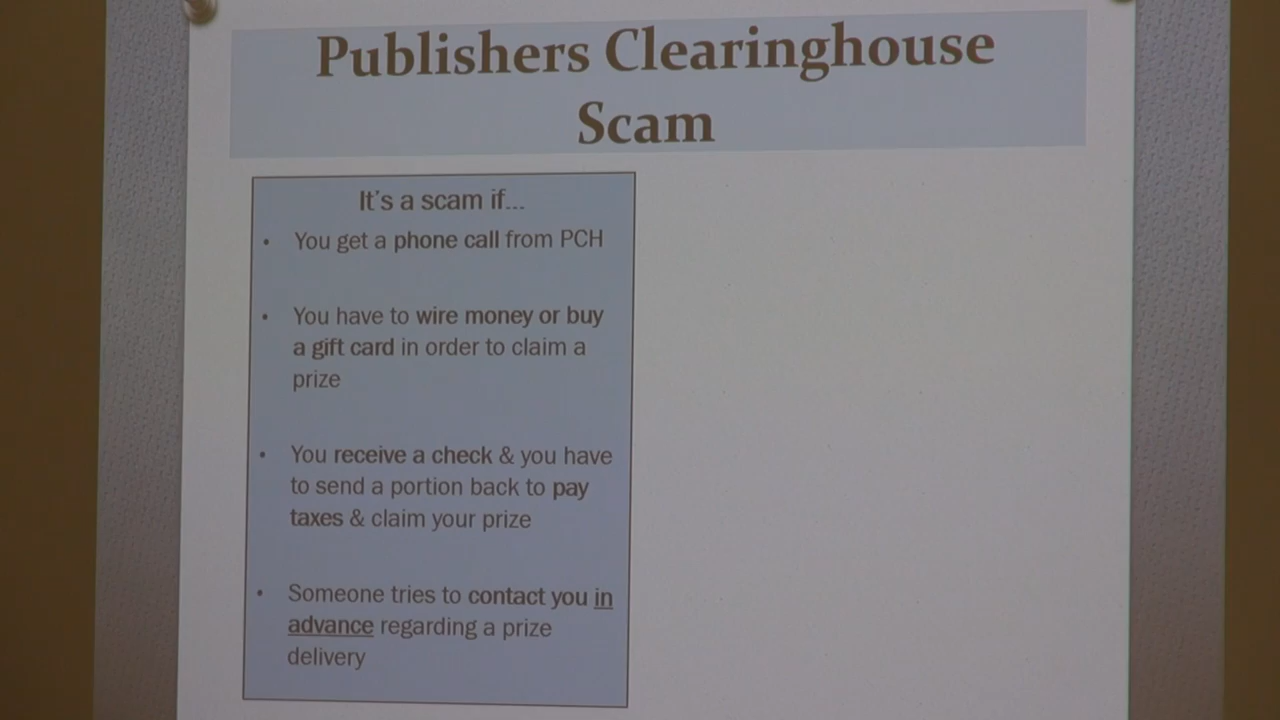 Publishers Clearinghouse
Scam
It's a scam if...
• You get a phone call from PCH
• You have to wire money or buy
a gift card in order to claim a
prize
• You receive a check & you have
to send a portion back to pay
taxes & claim your prize
• Someone tries to contact you in
advance regarding a prize
delivery